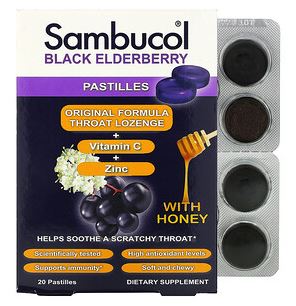 Sambucol®
BLACK ELDERBERRY
PASTILLES
ORIGINAL FORMULA
THROAT LOZENGE
+
Vitamin C
+
Zinc
WITH
HONEY
HELPS SOOTHE A SCRATCHY THROAT*
Scientifically tested
High antioxidant levels
Supports immunity*
Soft and chewy
20 Pastilles
DIETARY SUPPLEMENT